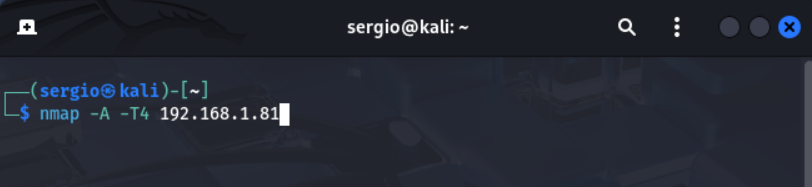 sergio@kali: ~
┌──(sergio㉿kali)-[~]
└─$ nmap -A -T4 192.168.1.81